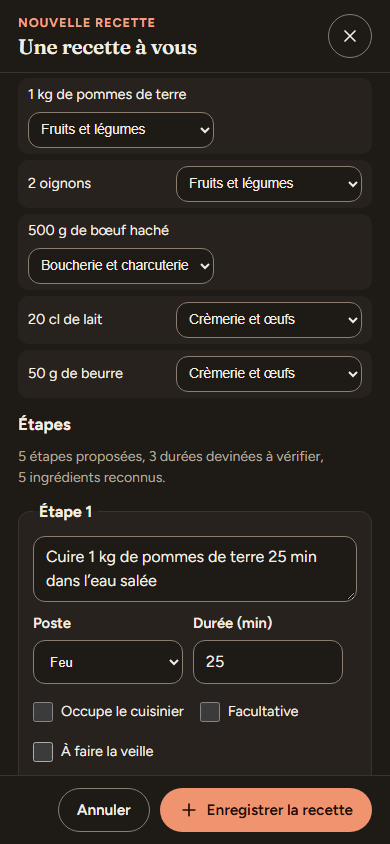 NOUVELLE RECETTE
Une recette à vous
1 kg de pommes de terre
Fruits et légumes
2 oignons
Fruits et légumes
500 g de bœuf haché
Boucherie et charcuterie
20 cl de lait
Crèmerie et œufs
50 g de beurre
Crèmerie et œufs
Étapes
5 étapes proposées, 3 durées devinées à vérifier,
5 ingrédients reconnus.
Étape 1
Cuire 1 kg de pommes de terre 25 min
dans l’eau salée
Poste
Durée (min)
Feu
25
Occupe le cuisinier
Facultative
À faire la veille
Annuler
Enregistrer la recette